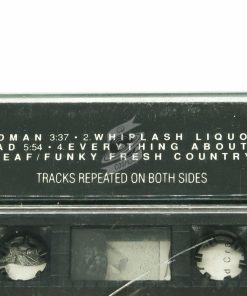 OMAN 3:37 • 2. WHIPLASH LIQUO
AD 5:54 • 4. EVERYTHING ABOUT
EAF/FUNKY FRESH COUNTRY
TRACKS REPEATED ON BOTH SIDES